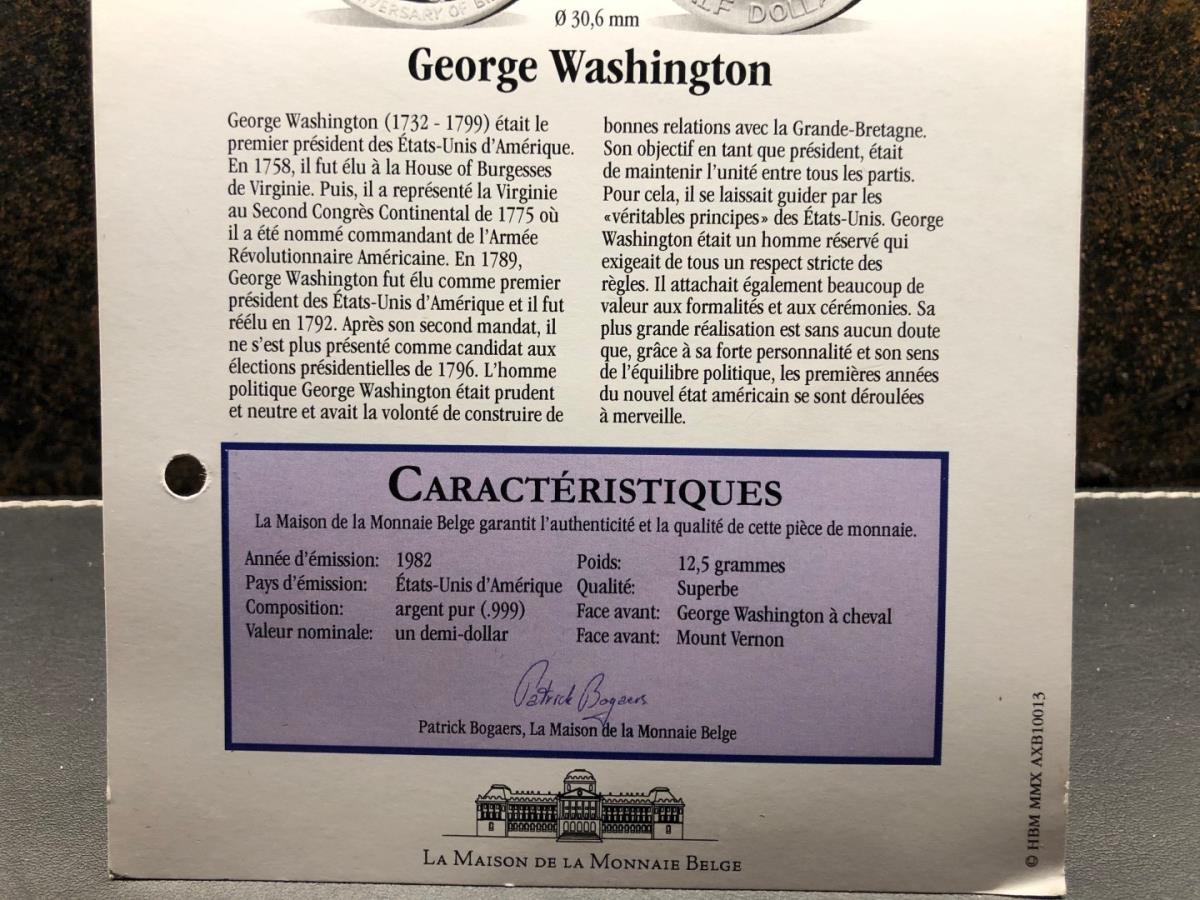 VERSARY OF
LF DOLLA
Ø 30,6 mm
George Washington
George Washington (1732 - 1799) était le
premier président des États-Unis d'Amérique.
En 1758, il fut élu à la House of Burgesses
de Virginie. Puis, il a représenté la Virginie
au Second Congrès Continental de 1775 où
il a été nommé commandant de l'Armée
Révolutionnaire Américaine. En 1789,
George Washington fut élu comme premier
président des États-Unis d'Amérique et il fut
réélu en 1792. Après son second mandat, il
ne s'est plus présenté comme candidat aux
élections présidentielles de 1796. L'homme
politique George Washington était prudent
et neutre et avait la volonté de construire de
bonnes relations avec la Grande-Bretagne.
Son objectif en tant que président, était
de maintenir l'unité entre tous les partis.
Pour cela, il se laissait guider par les
«véritables principes» des États-Unis. George
Washington était un homme réservé qui
exigeait de tous un respect stricte des
règles. Il attachait également beaucoup de
valeur aux formalités et aux cérémonies. Sa
plus grande réalisation est sans aucun doute
que, grâce à sa forte personnalité et son sens
de l'équilibre politique, les premières années
du nouvel état américain se sont déroulées
à merveille.
CARACTÉRISTIQUES
La Maison de la Monnaie Belge garantit l'authenticité et la qualité de cette pièce de monnaie.
Année d'émission: 1982
Pays d'émission: États-Unis d'Amérique
Composition: argent pur (.999)
Valeur nominale: un demi-dollar
Poids: 12,5 grammes
Qualité: Superbe
Face avant: George Washington à cheval
Face avant: Mount Vernon
Patrick Bogaers
Patrick Bogaers, La Maison de la Monnaie Belge
LA MAISON DE LA MONNAIE BELGE
© HBM MMX AXB10013